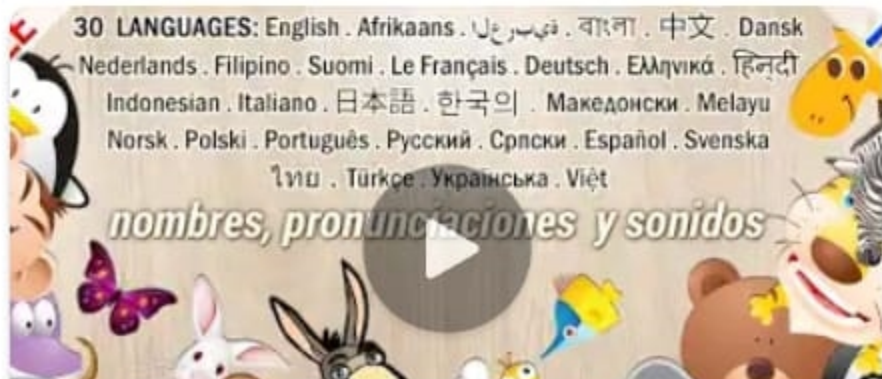 30 LANGUAGES: English . Afrikaans . ةيبرعلا . বাংলা . 中文 . Dansk
Nederlands . Filipino . Suomi . Le Français . Deutsch . Ελληνικά . हिन्दी
Indonesian . Italiano . 日本語 . 한국의 . Македонски . Melayu
Norsk . Polski . Português . Русский . Српски . Español . Svenska
ไทย . Türkçe . Українська . Việt
nombres, pronunciaciones y sonidos